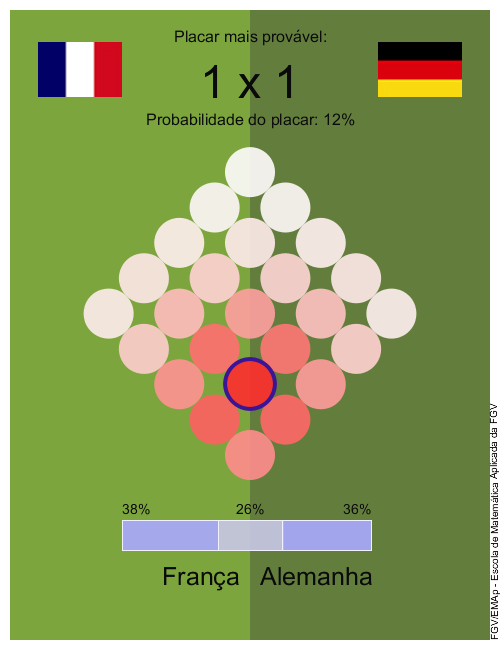 Placar mais provável:
1 x 1
Probabilidade do placar: 12%
38% 26% 36%
França Alemanha
FGV/EMAp - Escola de Matemática Aplicada da FGV